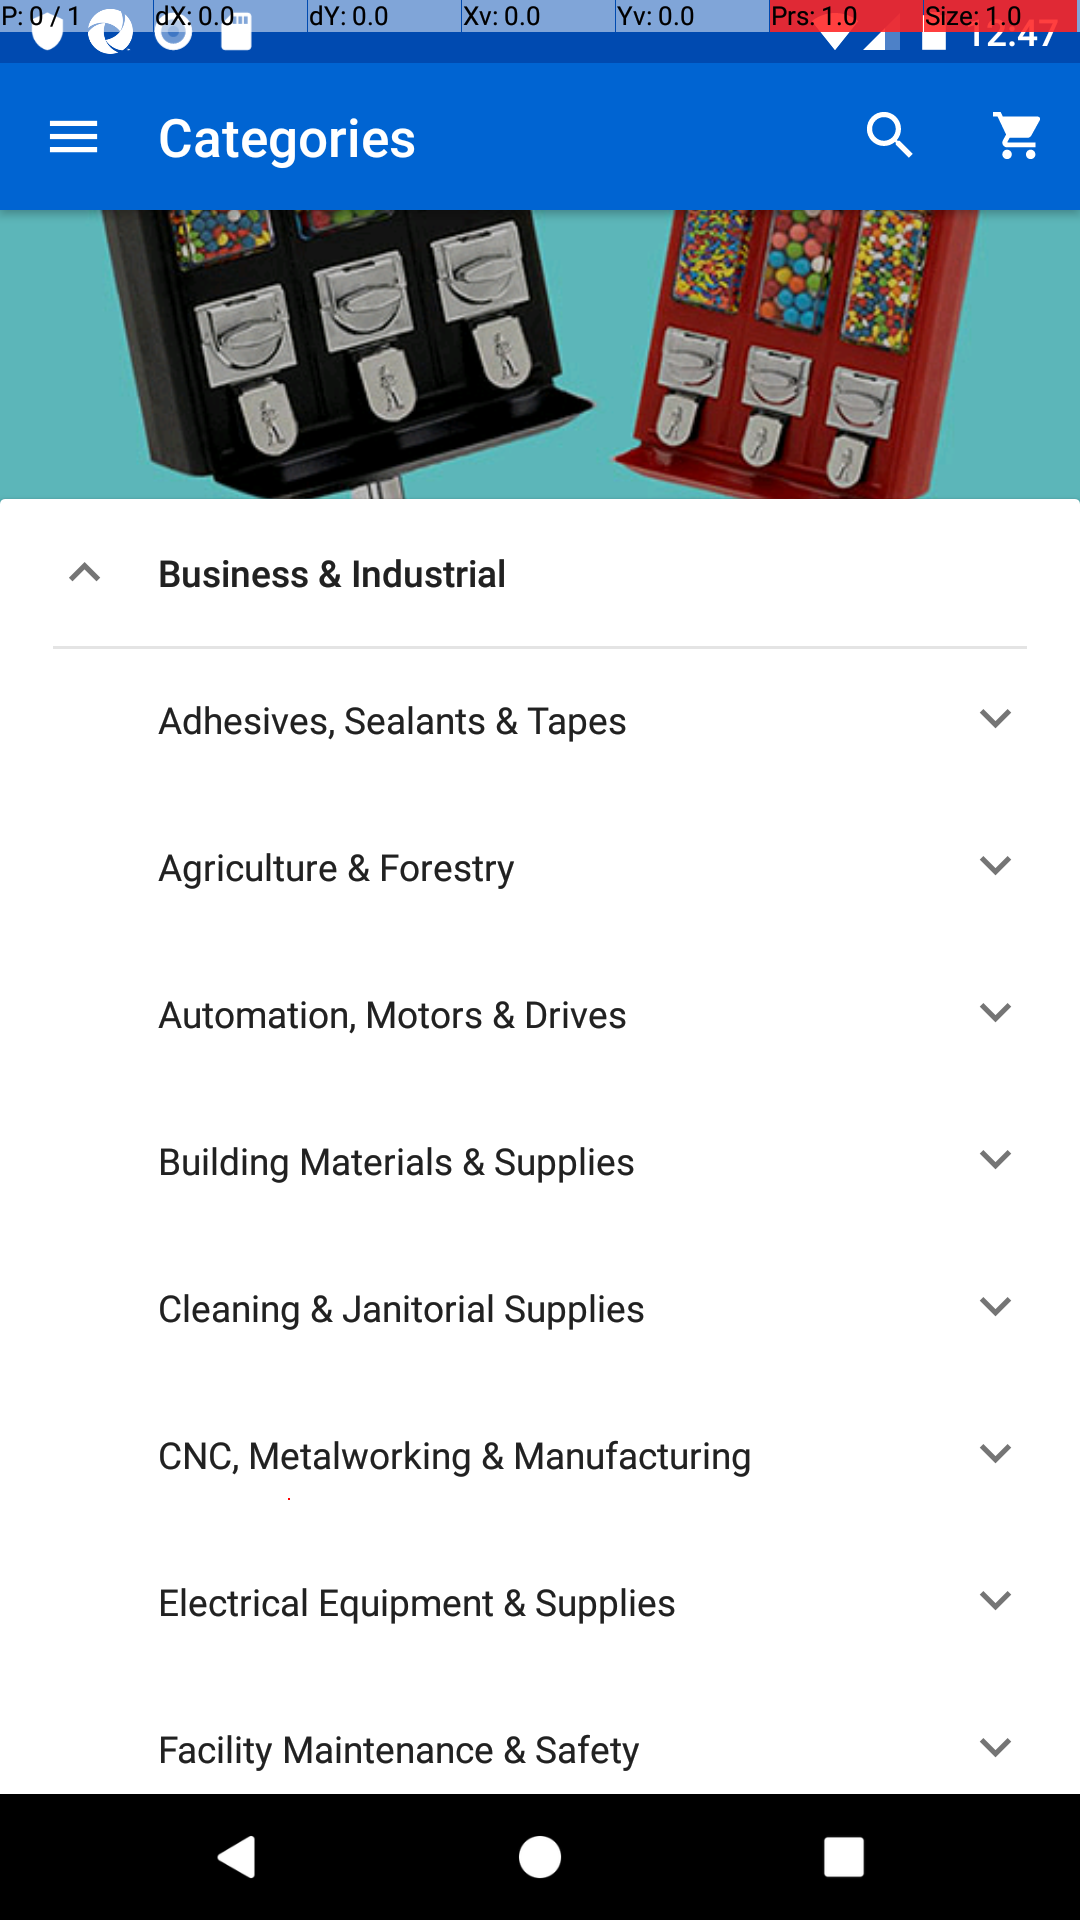 P: 0 / 1 dX: 0.0 dY: 0.0 Xv: 0.0 Yv: 0.0 Prs: 1.0 Size: 1.0
12:47
Categories
Business & Industrial
Adhesives, Sealants & Tapes
Agriculture & Forestry
Automation, Motors & Drives
Building Materials & Supplies
Cleaning & Janitorial Supplies
CNC, Metalworking & Manufacturing
Electrical Equipment & Supplies
Facility Maintenance & Safety